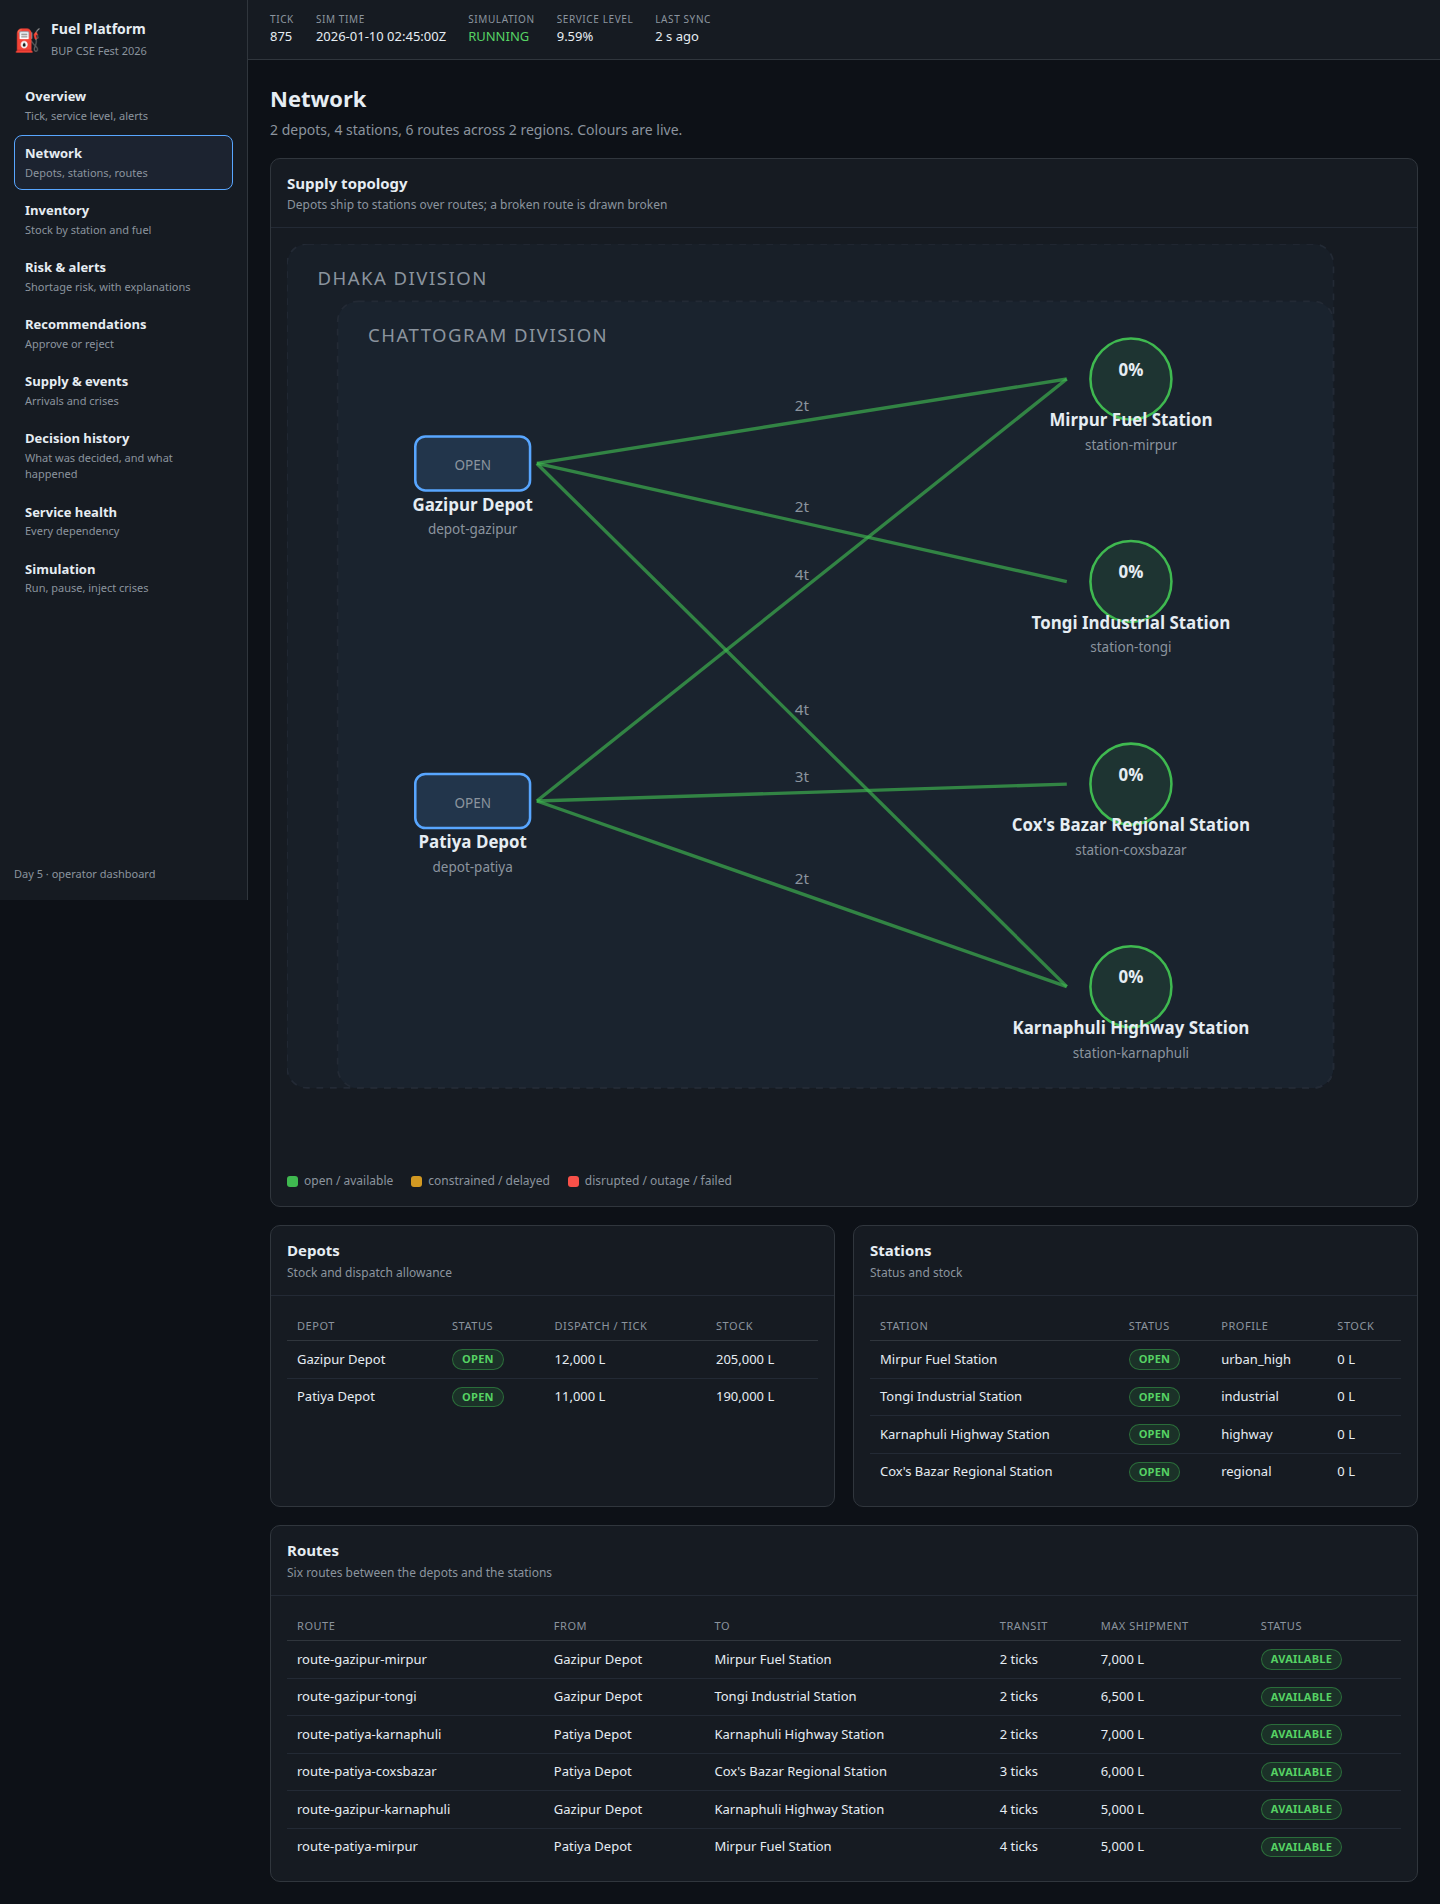 Fuel Platform
BUP CSE Fest 2026
Overview
Tick, service level, alerts
Network
Depots, stations, routes
Inventory
Stock by station and fuel
Risk & alerts
Shortage risk, with explanations
Recommendations
Approve or reject
Supply & events
Arrivals and crises
Decision history
What was decided, and what
happened
Service health
Every dependency
Simulation
Run, pause, inject crises
Day 5 · operator dashboard
TICK SIM TIME SIMULATION SERVICE LEVEL LAST SYNC
875 2026-01-10 02:45:00Z RUNNING 9.59% 2 s ago
Network
2 depots, 4 stations, 6 routes across 2 regions. Colours are live.
Supply topology
Depots ship to stations over routes; a broken route is drawn broken
DHAKA DIVISION
CHATTOGRAM DIVISION
0%
Mirpur Fuel Station
station-mirpur
2t
OPEN
Gazipur Depot
depot-gazipur
2t
4t
0%
Tongi Industrial Station
station-tongi
4t
3t
0%
Cox's Bazar Regional Station
station-coxsbazar
OPEN
Patiya Depot
depot-patiya
2t
0%
Karnaphuli Highway Station
station-karnaphuli
open / available constrained / delayed disrupted / outage / failed
Depots
Stock and dispatch allowance
DEPOT STATUS DISPATCH / TICK STOCK
Gazipur Depot OPEN 12,000 L 205,000 L
Patiya Depot OPEN 11,000 L 190,000 L
Stations
Status and stock
STATION STATUS PROFILE STOCK
Mirpur Fuel Station OPEN urban_high 0 L
Tongi Industrial Station OPEN industrial 0 L
Karnaphuli Highway Station OPEN highway 0 L
Cox's Bazar Regional Station OPEN regional 0 L
Routes
Six routes between the depots and the stations
ROUTE FROM TO TRANSIT MAX SHIPMENT STATUS
route-gazipur-mirpur Gazipur Depot Mirpur Fuel Station 2 ticks 7,000 L AVAILABLE
route-gazipur-tongi Gazipur Depot Tongi Industrial Station 2 ticks 6,500 L AVAILABLE
route-patiya-karnaphuli Patiya Depot Karnaphuli Highway Station 2 ticks 7,000 L AVAILABLE
route-patiya-coxsbazar Patiya Depot Cox's Bazar Regional Station 3 ticks 6,000 L AVAILABLE
route-gazipur-karnaphuli Gazipur Depot Karnaphuli Highway Station 4 ticks 5,000 L AVAILABLE
route-patiya-mirpur Patiya Depot Mirpur Fuel Station 4 ticks 5,000 L AVAILABLE